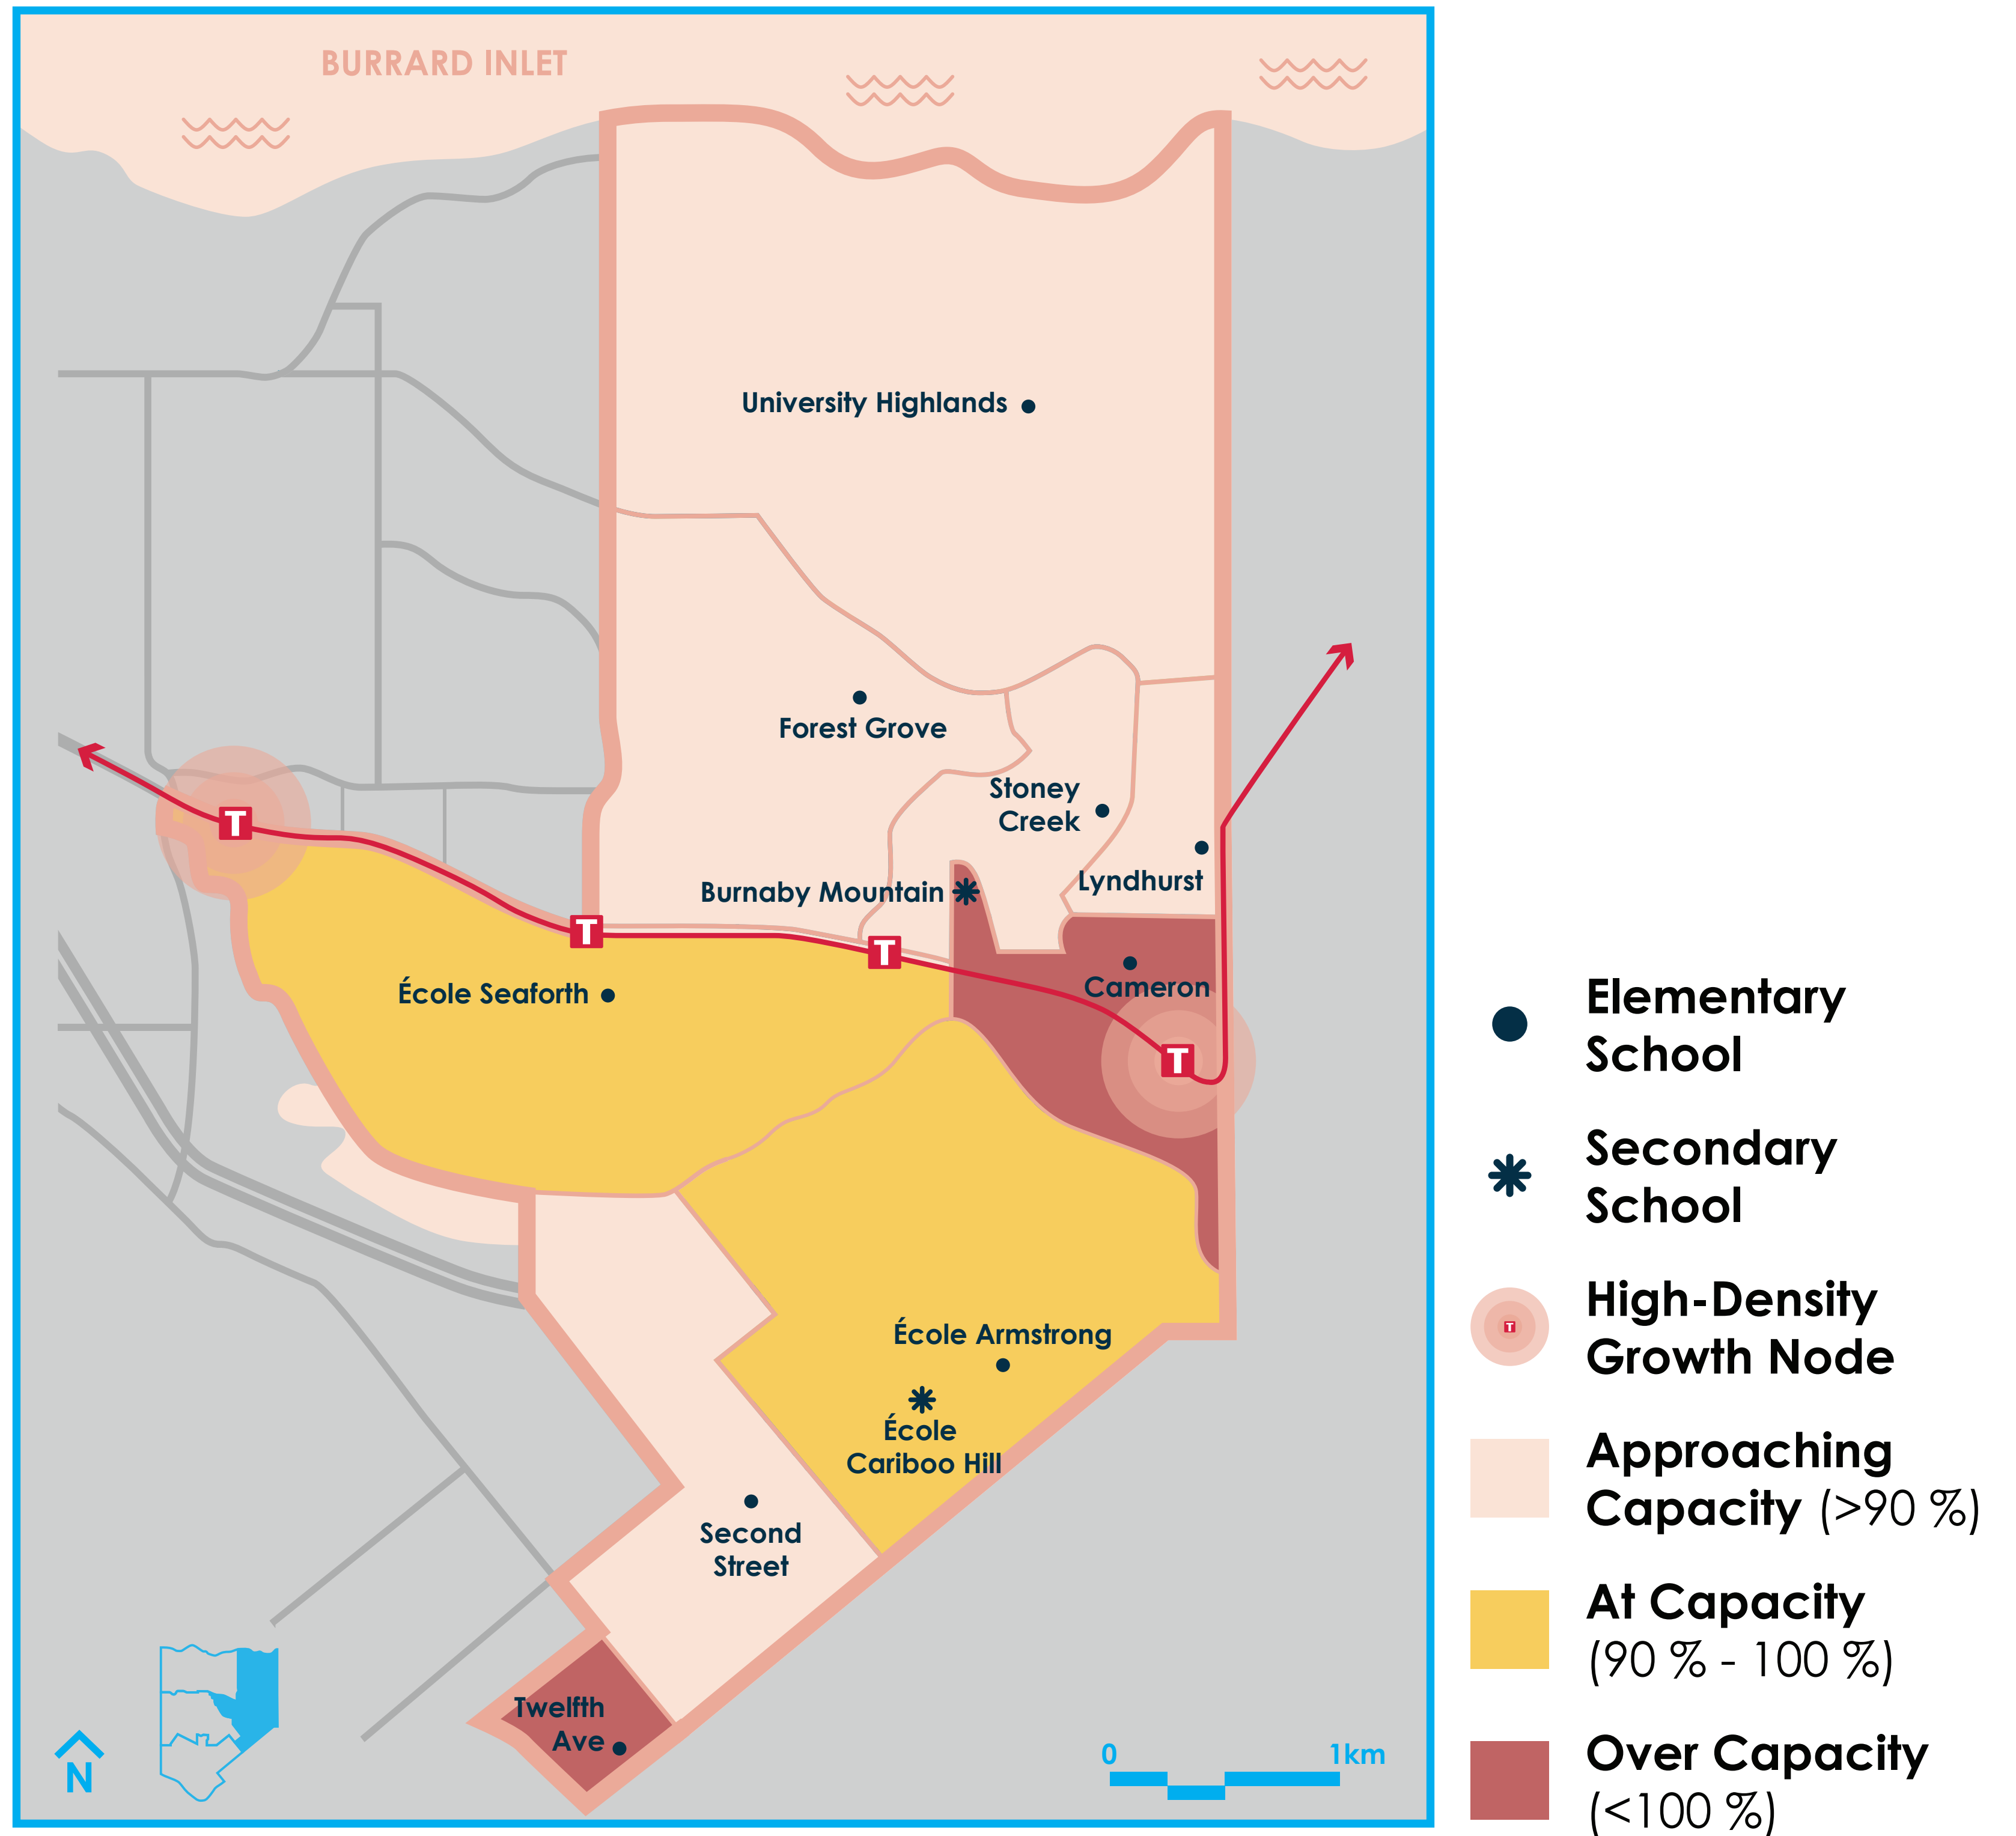 BURRARD INLET
University Highlands
Forest Grove
Stoney
Creek
Lyndhurst
Burnaby Mountain
T
T
T
T
Cameron
École Seaforth
École Armstrong
École
Cariboo Hill
Second
Street
Twelfth
Ave
N
0 1km
Elementary
School
Secondary
School
T
High-Density
Growth Node
Approaching
Capacity (>90 %)
At Capacity
(90 % - 100 %)
Over Capacity
(<100 %)